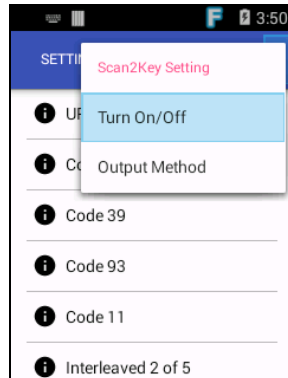 3:50
SETTI
Scan2Key Setting
Turn On/Off
Output Method
Code 39
Code 93
Code 11
Interleaved 2 of 5